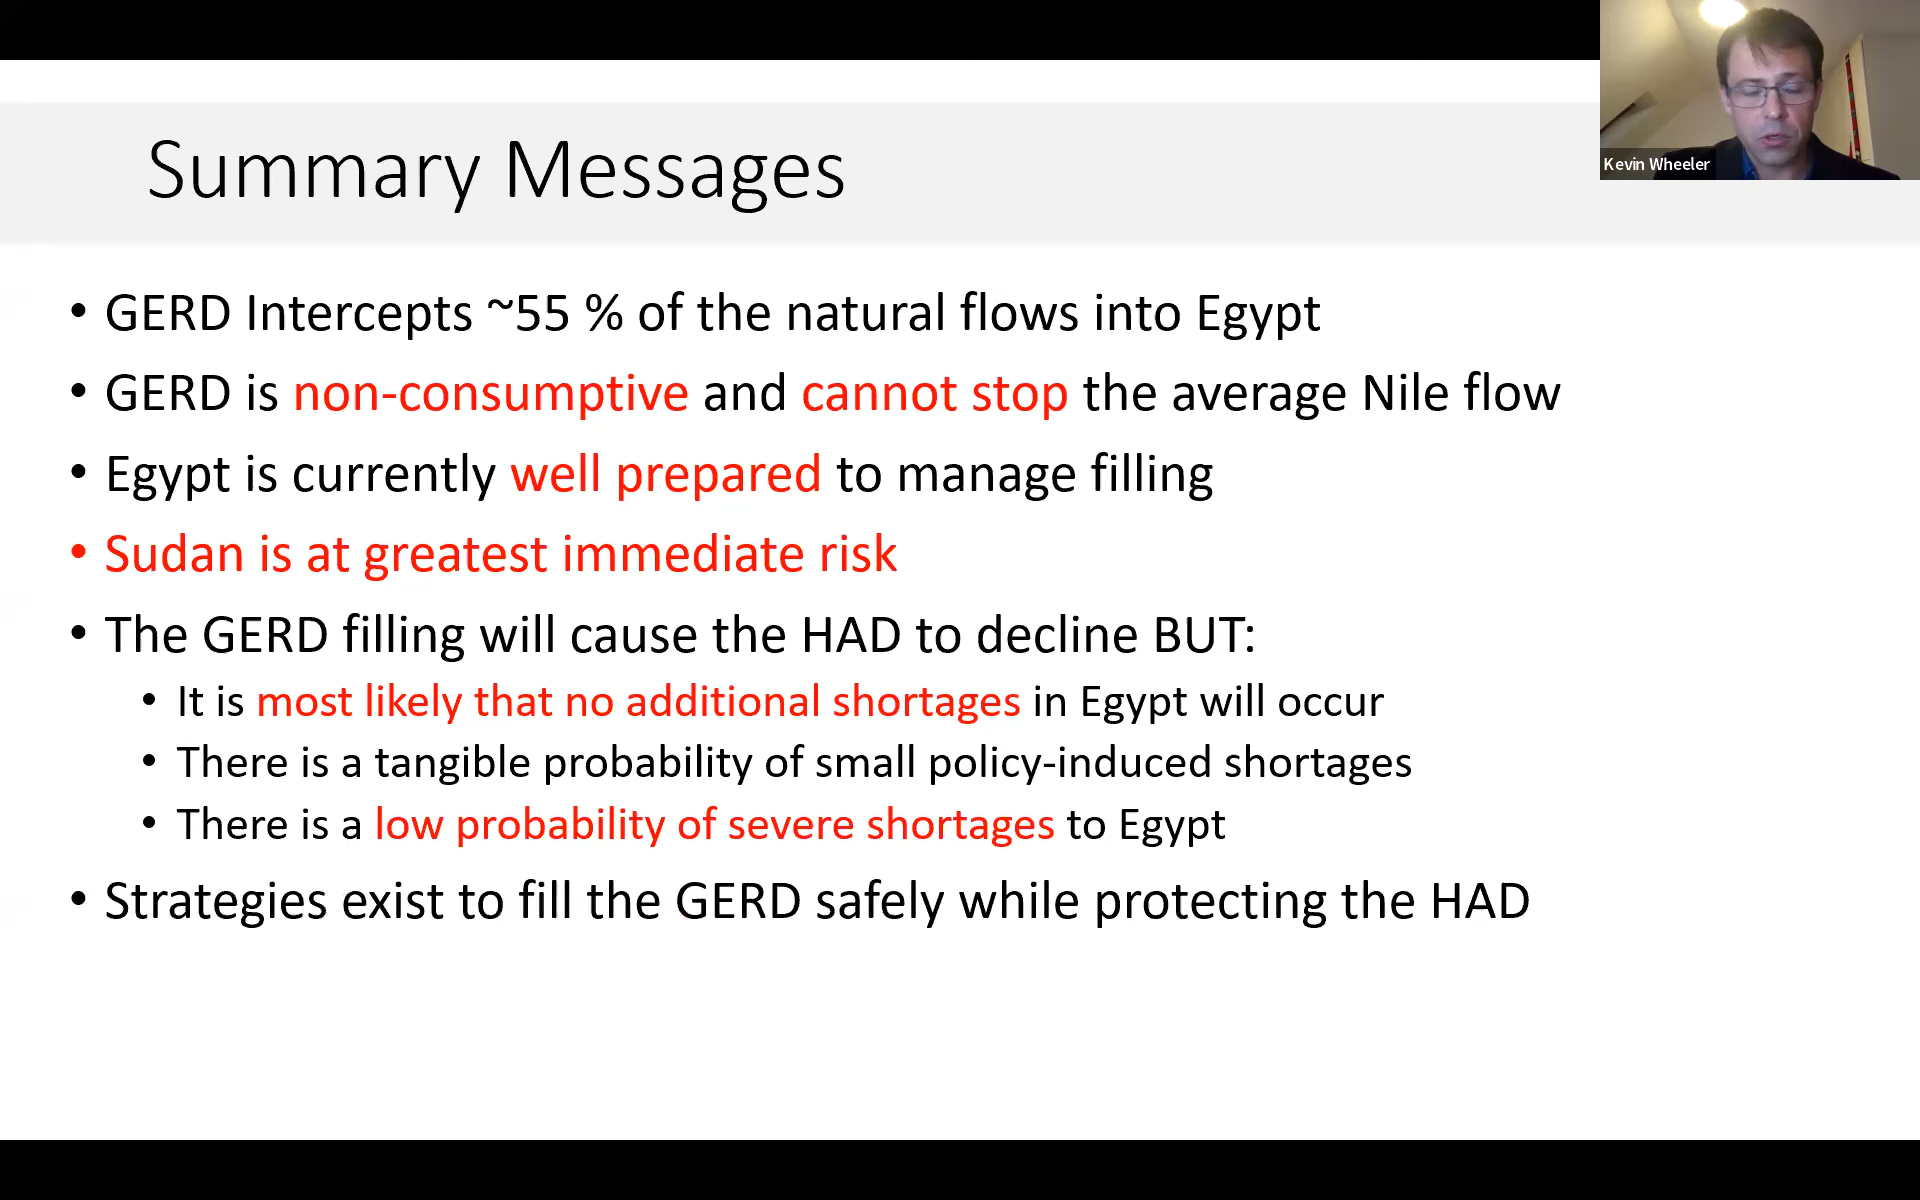 Kevin Wheeler
Summary Messages
• GERD Intercepts ~55 % of the natural flows into Egypt
• GERD is non-consumptive and cannot stop the average Nile flow
• Egypt is currently well prepared to manage filling
• Sudan is at greatest immediate risk
• The GERD filling will cause the HAD to decline BUT:
• It is most likely that no additional shortages in Egypt will occur
• There is a tangible probability of small policy-induced shortages
• There is a low probability of severe shortages to Egypt
• Strategies exist to fill the GERD safely while protecting the HAD